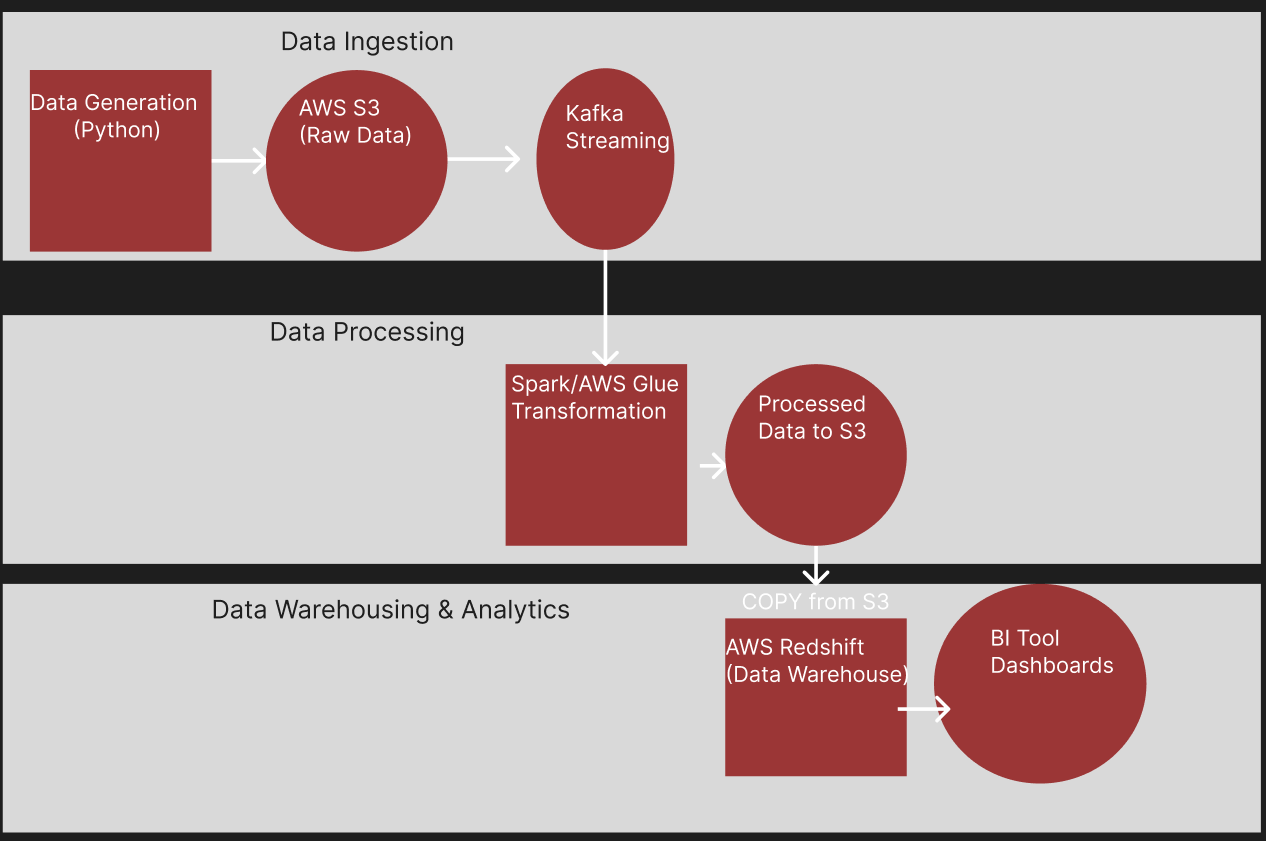 Data Ingestion
Data Generation
(Python)
AWS S3
(Raw Data)
Kafka
Streaming
Data Processing
Spark/AWS Glue
Transformation
Processed
Data to S3
Data Warehousing & Analytics
COPY from S3
AWS Redshift
(Data Warehouse)
BI Tool
Dashboards